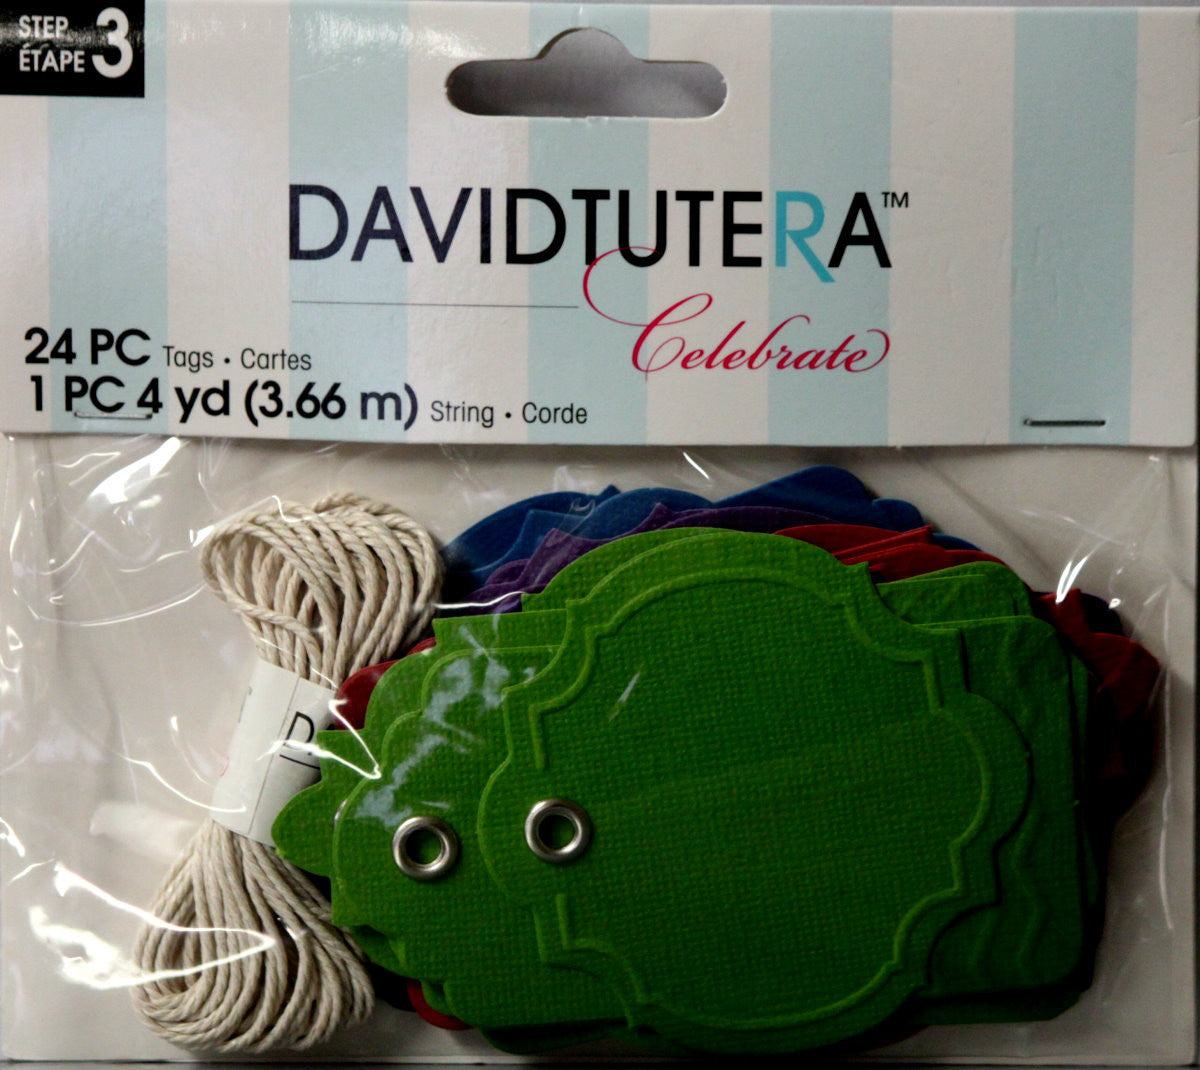 STEP
ÉTAPE 3
DAVIDTUTERA™
Celebrate
24 PC Tags • Cartes
1 PC 4 yd (3.66 m) String • Corde